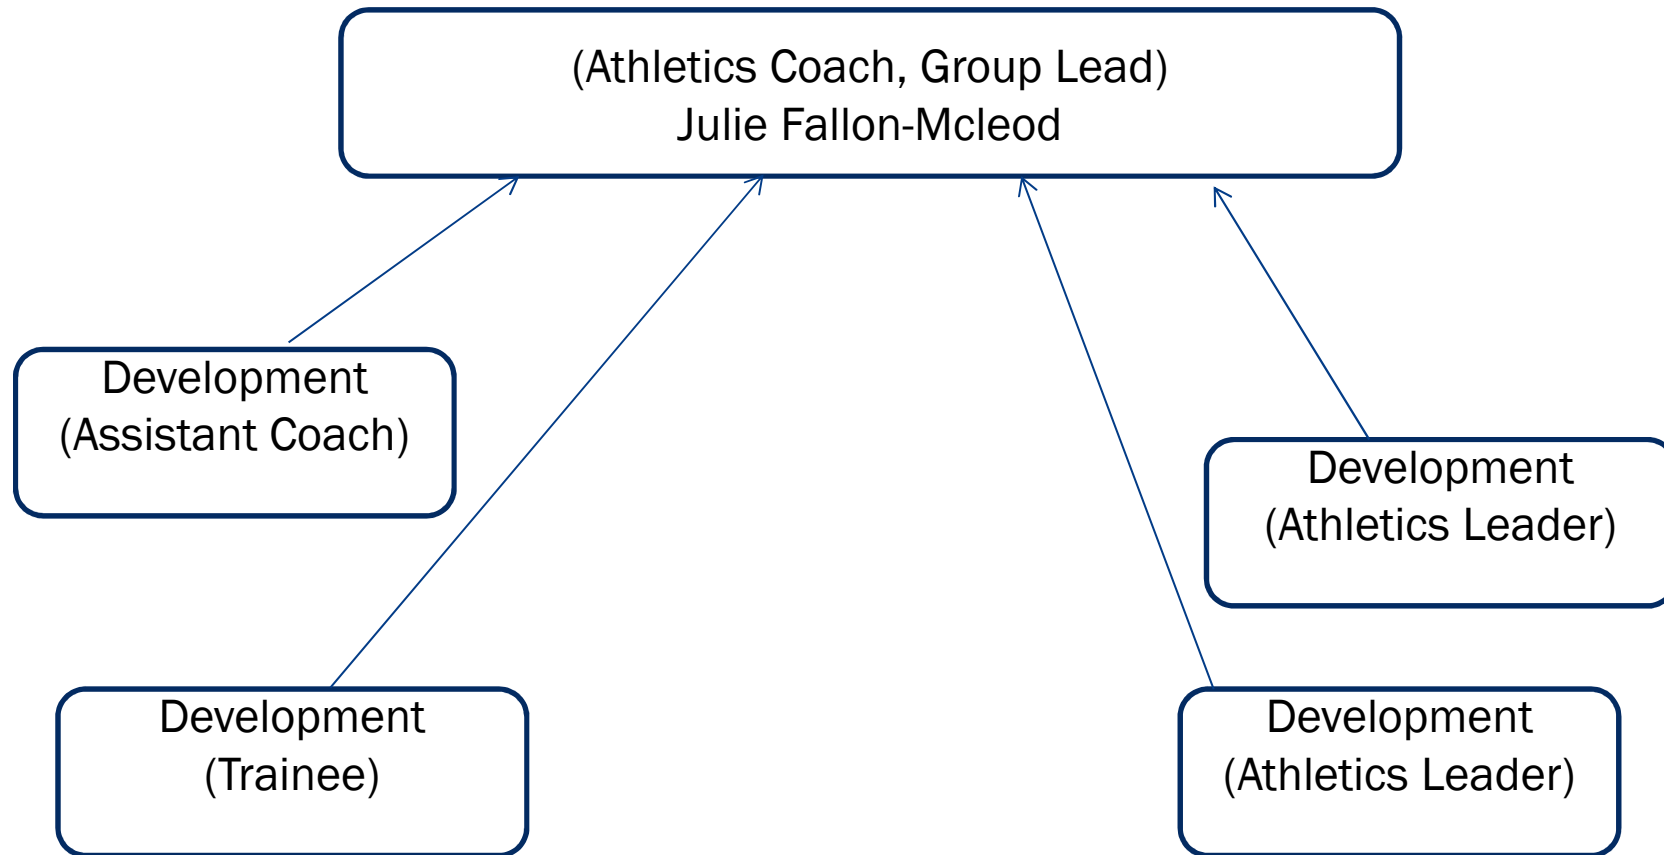 (Athletics Coach, Group Lead)
Julie Fallon-Mcleod
Development
(Assistant Coach)
Development
(Athletics Leader)
Development
(Trainee)
Development
(Athletics Leader)